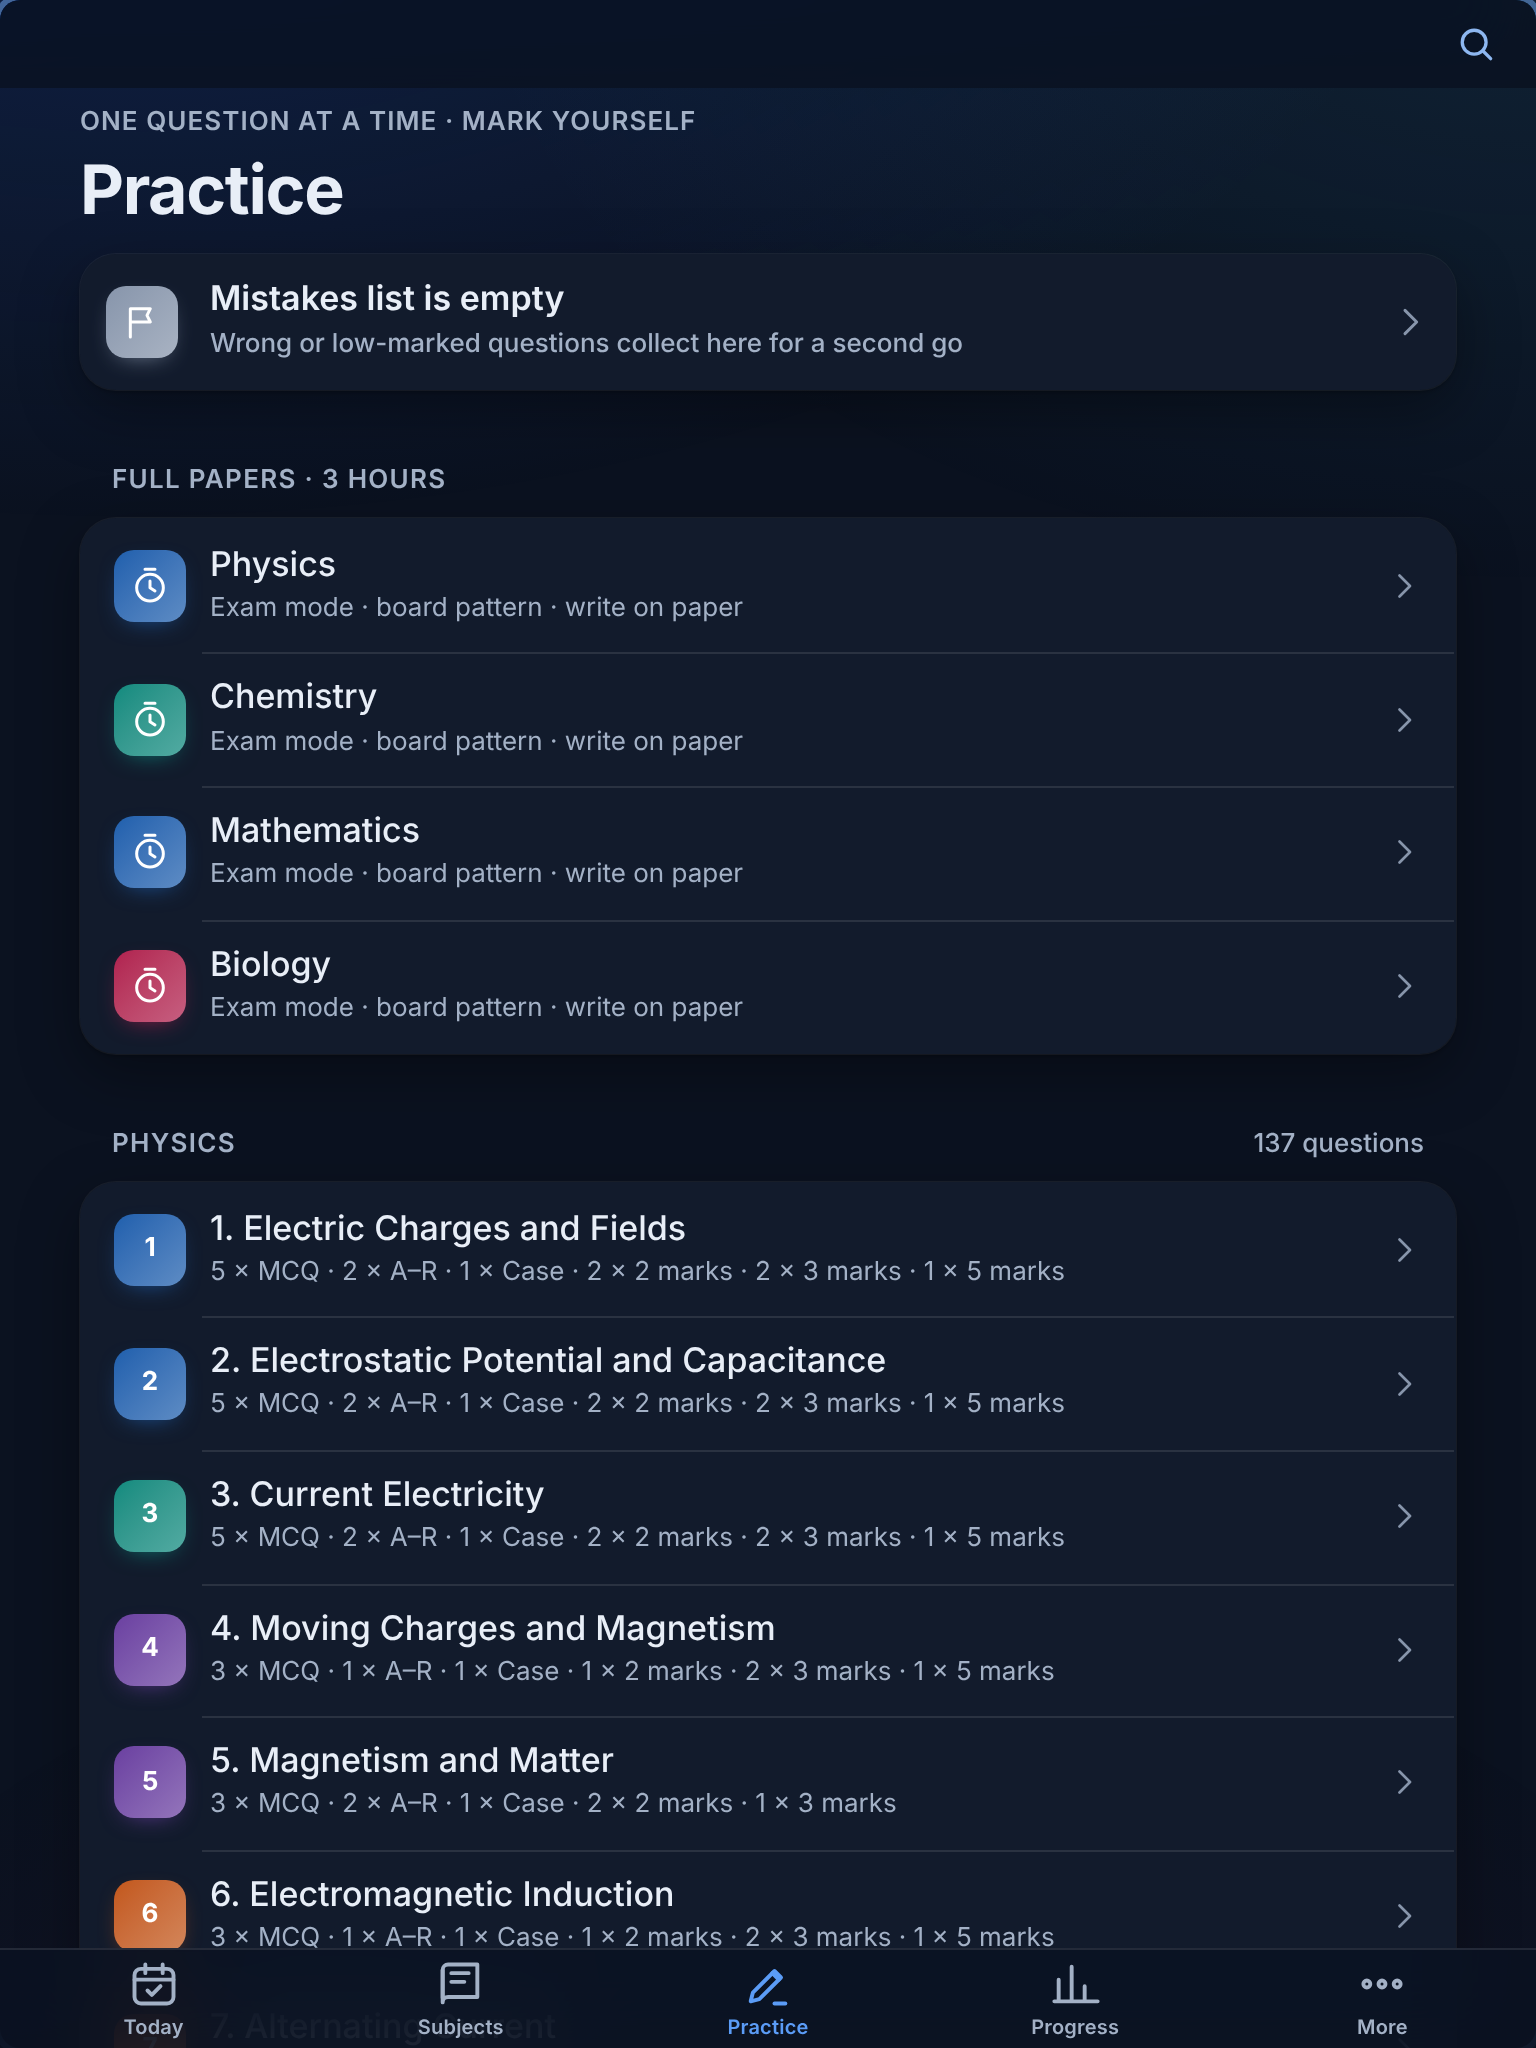 ONE QUESTION AT A TIME · MARK YOURSELF
Practice
Mistakes list is empty
Wrong or low-marked questions collect here for a second go
FULL PAPERS · 3 HOURS
Physics
Exam mode · board pattern · write on paper
Chemistry
Exam mode · board pattern · write on paper
Mathematics
Exam mode · board pattern · write on paper
Biology
Exam mode · board pattern · write on paper
PHYSICS 137 questions
1 1. Electric Charges and Fields
5 × MCQ · 2 × A–R · 1 × Case · 2 × 2 marks · 2 × 3 marks · 1 × 5 marks
2 2. Electrostatic Potential and Capacitance
5 × MCQ · 2 × A–R · 1 × Case · 2 × 2 marks · 2 × 3 marks · 1 × 5 marks
3 3. Current Electricity
5 × MCQ · 2 × A–R · 1 × Case · 2 × 2 marks · 2 × 3 marks · 1 × 5 marks
4 4. Moving Charges and Magnetism
3 × MCQ · 1 × A–R · 1 × Case · 1 × 2 marks · 2 × 3 marks · 1 × 5 marks
5 5. Magnetism and Matter
3 × MCQ · 2 × A–R · 1 × Case · 2 × 2 marks · 1 × 3 marks
6 6. Electromagnetic Induction
3 × MCQ · 1 × A–R · 1 × Case · 1 × 2 marks · 2 × 3 marks · 1 × 5 marks
7. Alternating
Today Subjects Practice Progress More